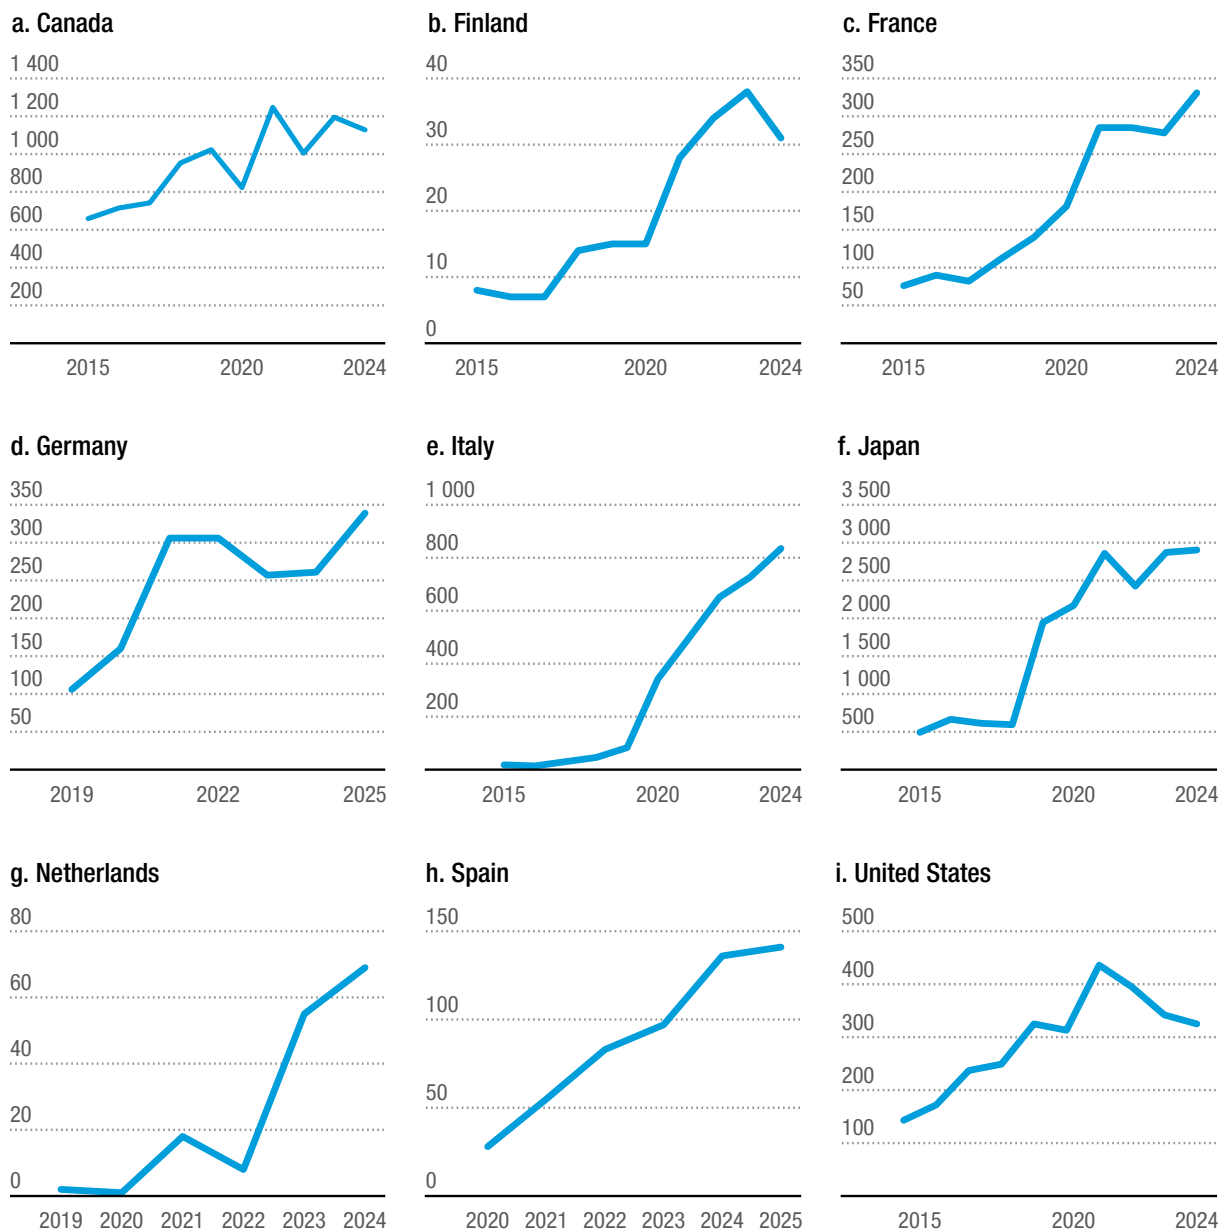 a. Canada
1 400
1 200
1 000
800
600
400
200
2015 2020 2024
b. Finland
40
30
20
10
0
2015 2020 2024
c. France
350
300
250
200
150
100
50
2015 2020 2024
d. Germany
350
300
250
200
150
100
50
2019 2022 2025
e. Italy
1 000
800
600
400
200
2015 2020 2024
f. Japan
3 500
3 000
2 500
2 000
1 500
1 000
500
2015 2020 2024
g. Netherlands
80
60
40
20
0
2019 2020 2021 2022 2023 2024
h. Spain
150
100
50
0
2020 2021 2022 2023 2024 2025
i. United States
500
400
300
200
100
2015 2020 2024